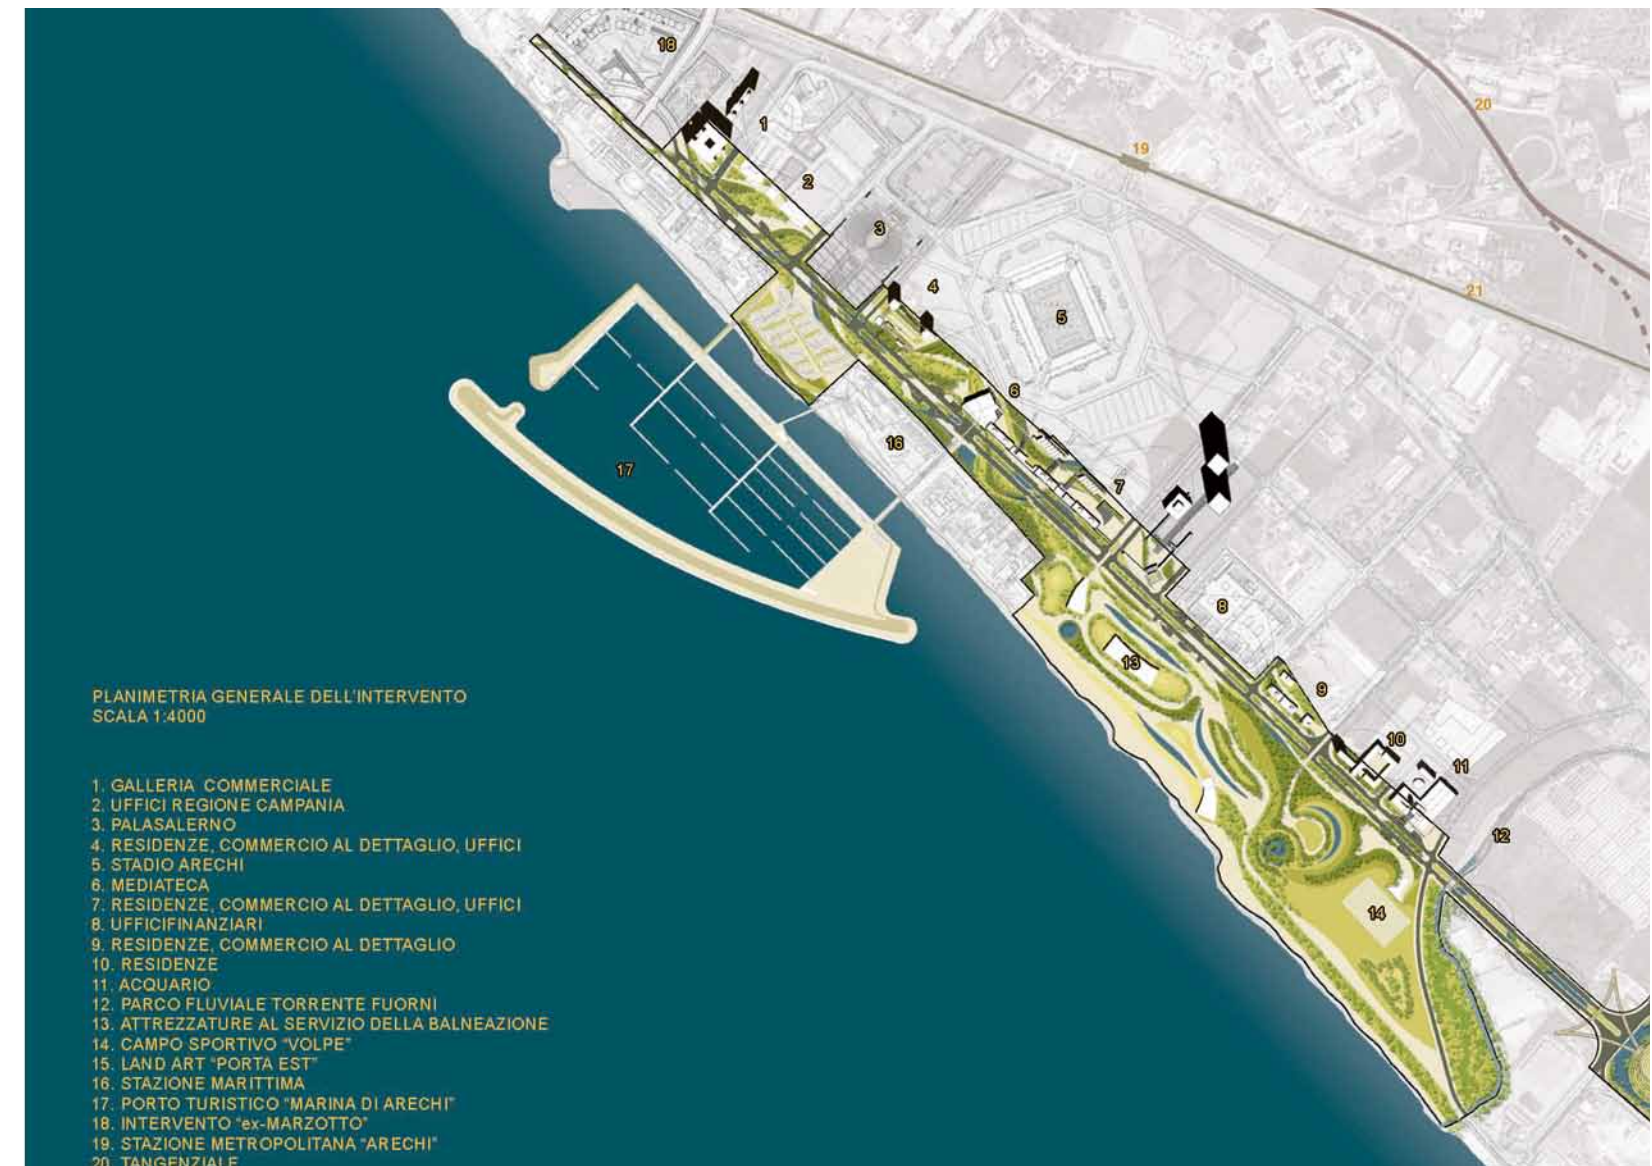 18
20
1
19
2
3
4
21
5
6
16
17
7
8
13
9
10
11
12
14
PLANIMETRIA GENERALE DELL'INTERVENTO
SCALA 1:4000
1. GALLERIA COMMERCIALE
2. UFFICI REGIONE CAMPANIA
3. PALASALERNO
4. RESIDENZE, COMMERCIO AL DETTAGLIO, UFFICI
5. STADIO ARECHI
6. MEDIATECA
7. RESIDENZE, COMMERCIO AL DETTAGLIO, UFFICI
8. UFFICIFINANZIARI
9. RESIDENZE, COMMERCIO AL DETTAGLIO
10. RESIDENZE
11. ACQUARIO
12. PARCO FLUVIALE TORRENTE FUORNI
13. ATTREZZATURE AL SERVIZIO DELLA BALNEAZIONE
14. CAMPO SPORTIVO "VOLPE"
15. LAND ART "PORTA EST"
16. STAZIONE MARITTIMA
17. PORTO TURISTICO "MARINA DI ARECHI"
18. INTERVENTO "ex-MARZOTTO"
19. STAZIONE METROPOLITANA "ARECHI"
20. TANGENZIALE